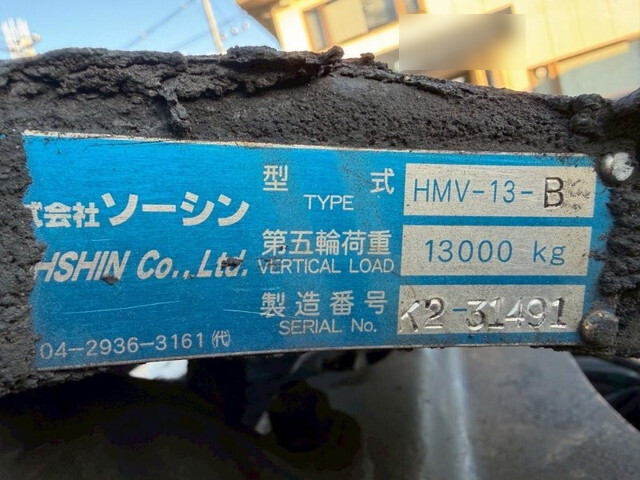 式会社 ソーシン
HSHIN Co.,Ltd.
04-2936-3161 ㈹
型 式 HMV-13-B
TYPE
第五輪荷重 13000 kg
VERTICAL LOAD
製造番号 K2-31491
SERIAL No.